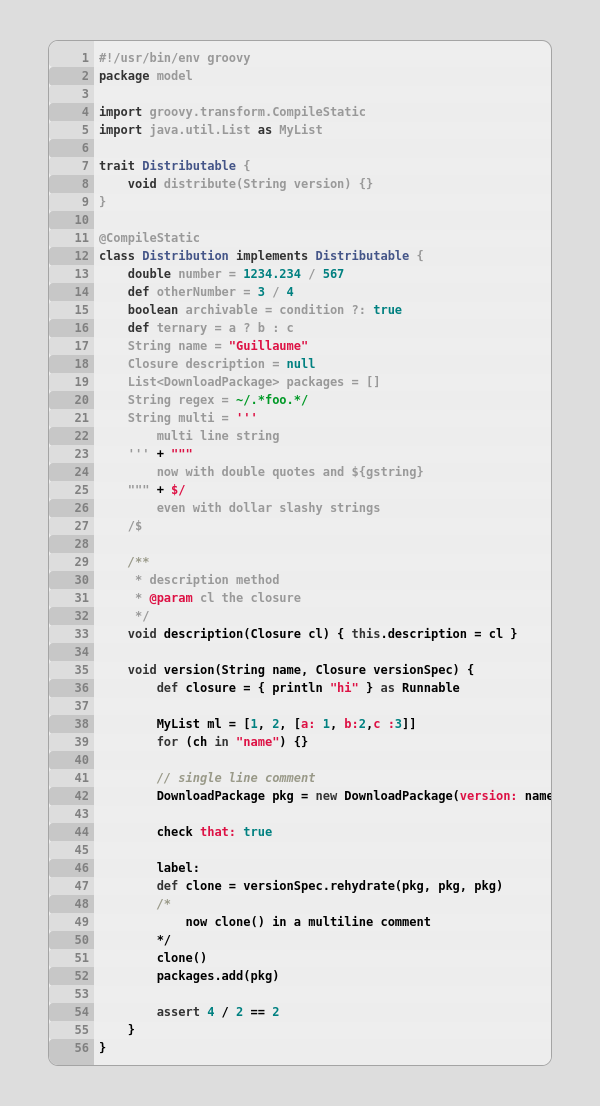 1 #!/usr/bin/env groovy
2 package model
3
4 import groovy.transform.CompileStatic
5 import java.util.List as MyList
6
7 trait Distributable {
8     void distribute(String version) {}
9 }
10
11 @CompileStatic
12 class Distribution implements Distributable {
13     double number = 1234.234 / 567
14     def otherNumber = 3 / 4
15     boolean archivable = condition ?: true
16     def ternary = a ? b : c
17     String name = "Guillaume"
18     Closure description = null
19     List<DownloadPackage> packages = []
20     String regex = ~/.*foo.*/
21     String multi = '''
22         multi line string
23     ''' + """
24         now with double quotes and ${gstring}
25     """ + $/
26         even with dollar slashy strings
27     /$
28
29     /**
30      * description method
31      * @param cl the closure
32      */
33     void description(Closure cl) { this.description = cl }
34
35     void version(String name, Closure versionSpec) {
36         def closure = { println "hi" } as Runnable
37
38         MyList ml = [1, 2, [a: 1, b:2,c :3]]
39         for (ch in "name") {}
40
41         // single line comment
42         DownloadPackage pkg = new DownloadPackage(version: name
43
44         check that: true
45
46         label:
47         def clone = versionSpec.rehydrate(pkg, pkg, pkg)
48         /*
49             now clone() in a multiline comment
50         */
51         clone()
52         packages.add(pkg)
53
54         assert 4 / 2 == 2
55     }
56 }